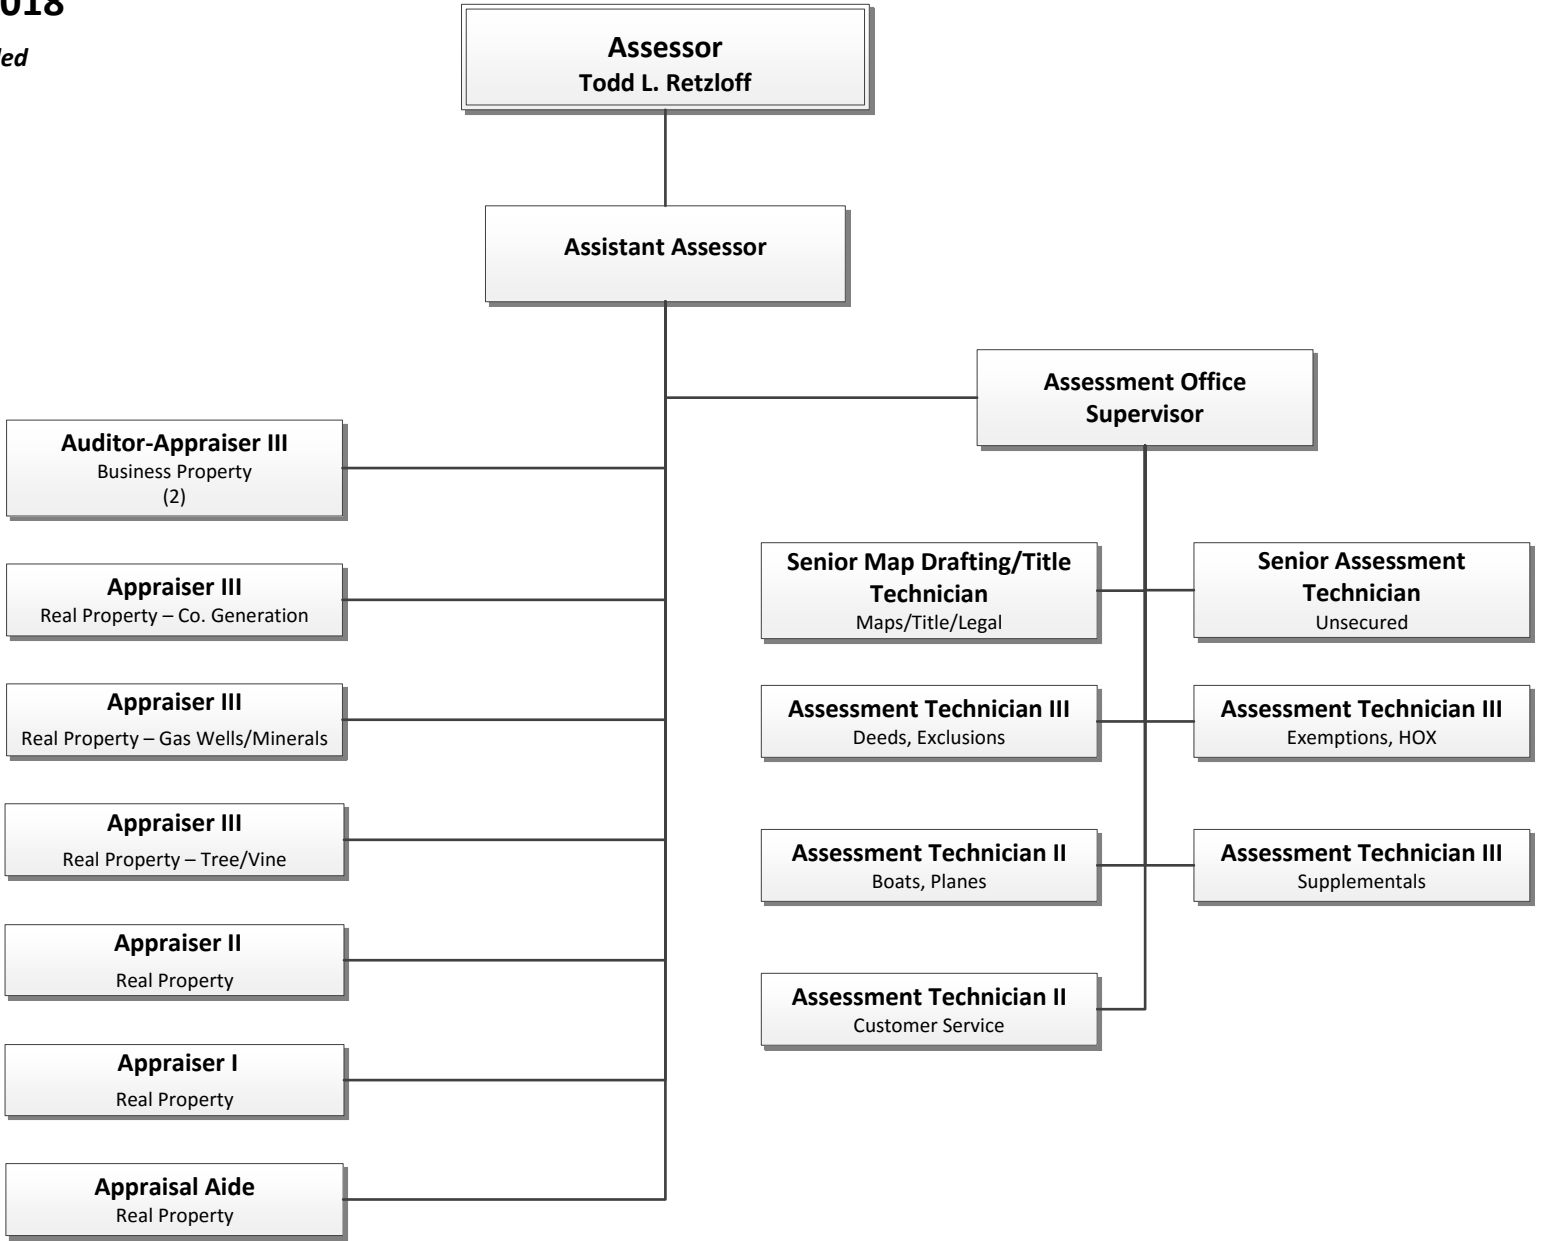 018
ed
Assessor
Todd L. Retzloff
Assistant Assessor
Assessment Office
Supervisor
Auditor-Appraiser III
Business Property
(2)
Appraiser III
Real Property – Co. Generation
Appraiser III
Real Property – Gas Wells/Minerals
Appraiser III
Real Property – Tree/Vine
Appraiser II
Real Property
Appraiser I
Real Property
Appraisal Aide
Real Property
Senior Map Drafting/Title
Technician
Maps/Title/Legal
Senior Assessment
Technician
Unsecured
Assessment Technician III
Deeds, Exclusions
Assessment Technician III
Exemptions, HOX
Assessment Technician II
Boats, Planes
Assessment Technician III
Supplementals
Assessment Technician II
Customer Service